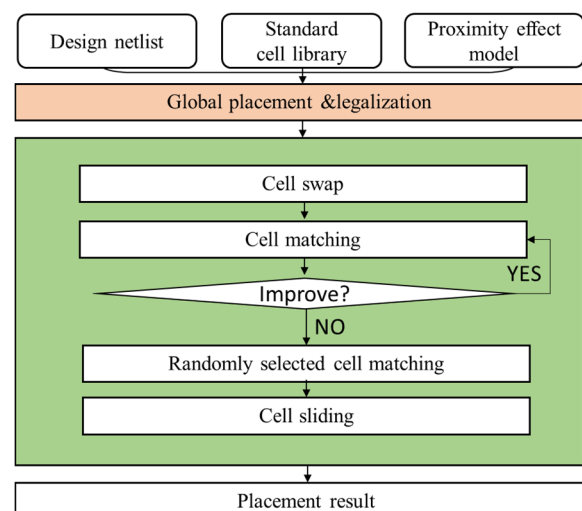 Design netlist
Standard
cell library
Proximity effect
model
Global placement &legalization
Cell swap
Cell matching
YES
Improve?
NO
Randomly selected cell matching
Cell sliding
Placement result